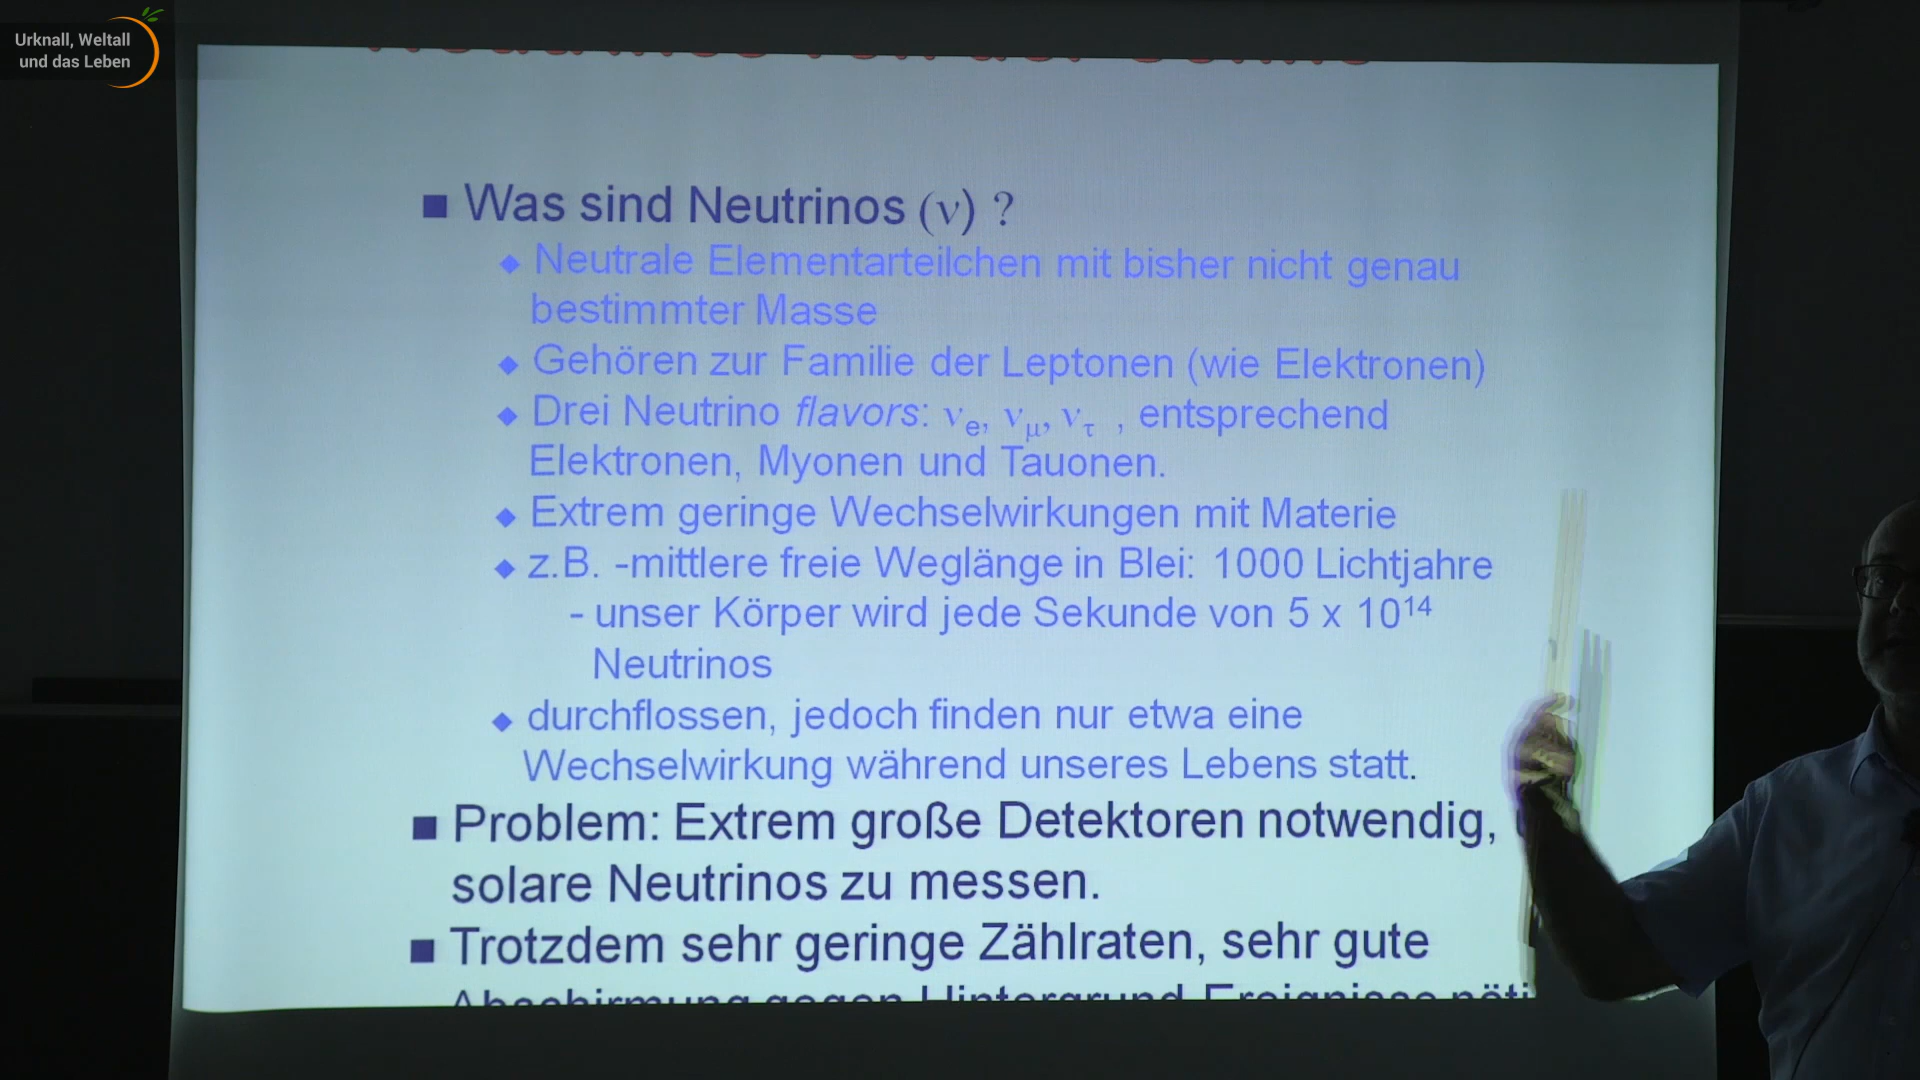 Urknall, Weltall
und das Leben
■ Was sind Neutrinos (ν) ?
◆ Neutrale Elementarteilchen mit bisher nicht genau
bestimmter Masse
◆ Gehören zur Familie der Leptonen (wie Elektronen)
◆ Drei Neutrino flavors: νe, νμ, ντ , entsprechend
Elektronen, Myonen und Tauonen.
◆ Extrem geringe Wechselwirkungen mit Materie
◆ z.B. -mittlere freie Weglänge in Blei: 1000 Lichtjahre
- unser Körper wird jede Sekunde von 5 x 10¹⁴
Neutrinos
◆ durchflossen, jedoch finden nur etwa eine
Wechselwirkung während unseres Lebens statt.
■ Problem: Extrem große Detektoren notwendig,
solare Neutrinos zu messen.
■ Trotzdem sehr geringe Zählraten, sehr gute
Abschirmung gegen Hintergrund Ereignisse